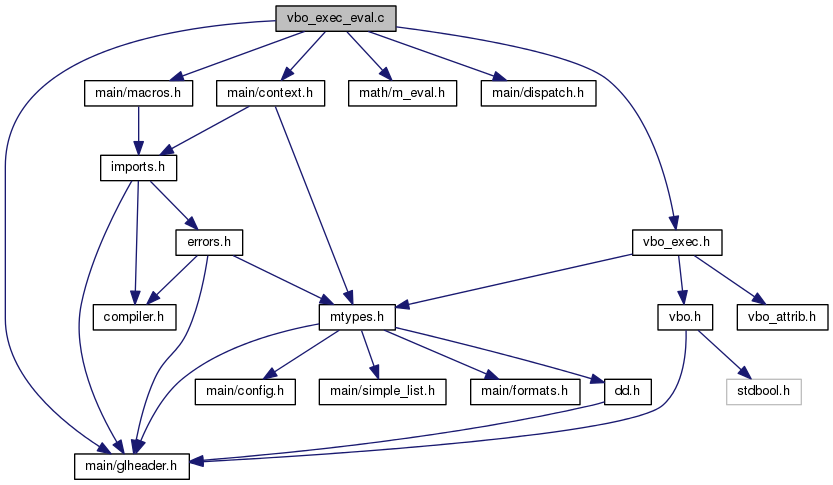 vbo_exec_eval.c
main/macros.h
main/context.h
math/m_eval.h
main/dispatch.h
imports.h
errors.h
vbo_exec.h
compiler.h
mtypes.h
vbo.h
vbo_attrib.h
main/config.h
main/simple_list.h
main/formats.h
dd.h
stdbool.h
main/glheader.h